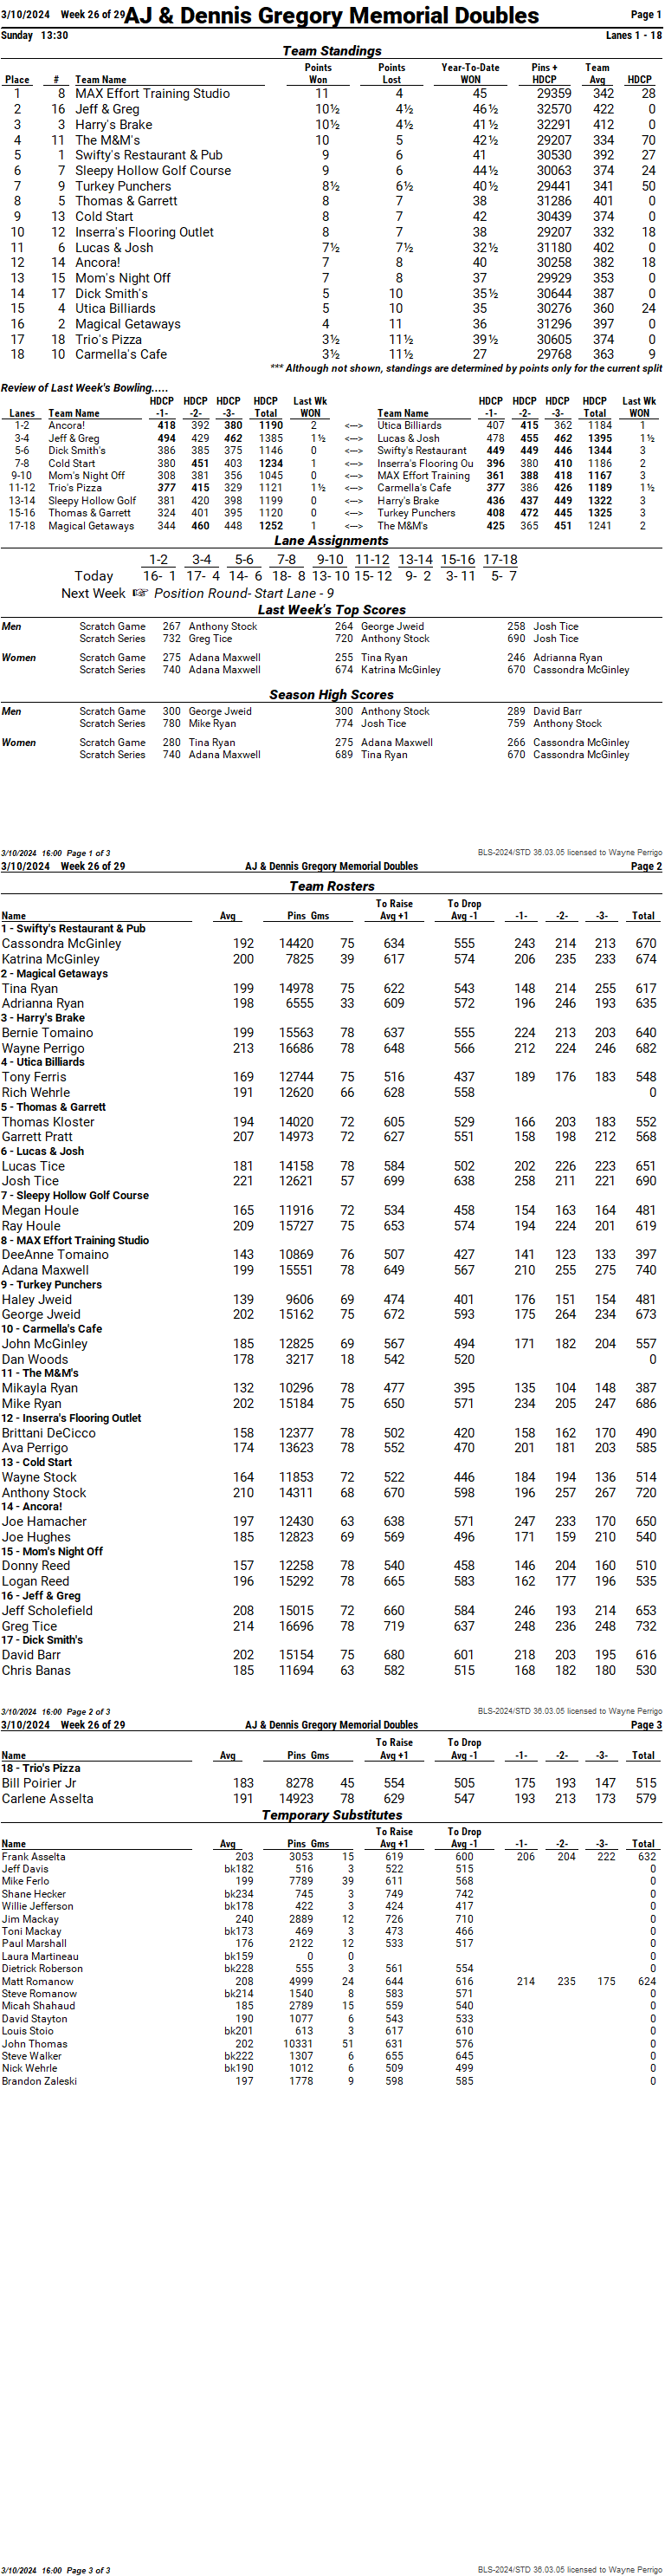 3/10/2024 Week 26 of 29 AJ & Dennis Gregory Memorial Doubles Page 1
Sunday 13:30 Lanes 1 - 18
Team Standings
Points Points Year-To-Date Pins + Team
Place # Team Name Won Lost WON HDCP Avg HDCP
1 8 MAX Effort Training Studio 11 4 45 29359 342 28
2 16 Jeff & Greg 10½ 4½ 46½ 32570 422 0
3 3 Harry's Brake 10½ 4½ 41½ 32291 412 0
4 11 The M&M's 10 5 42½ 29207 334 70
5 1 Swifty's Restaurant & Pub 9 6 41 30530 392 27
6 7 Sleepy Hollow Golf Course 9 6 44½ 30063 374 24
7 9 Turkey Punchers 8½ 6½ 40½ 29441 341 50
8 5 Thomas & Garrett 8 7 38 31286 401 0
9 13 Cold Start 8 7 42 30439 374 0
10 12 Inserra's Flooring Outlet 8 7 38 29207 332 18
11 6 Lucas & Josh 7½ 7½ 32½ 31180 402 0
12 14 Ancora! 7 8 40 30258 382 18
13 15 Mom's Night Off 7 8 37 29929 353 0
14 17 Dick Smith's 5 10 35½ 30644 387 0
15 4 Utica Billiards 5 10 35 30276 360 24
16 2 Magical Getaways 4 11 36 31296 397 0
17 18 Trio's Pizza 3½ 11½ 39½ 30605 374 0
18 10 Carmella's Cafe 3½ 11½ 27 29768 363 9
*** Although not shown, standings are determined by points only for the current split
Review of Last Week's Bowling.....
HDCP HDCP HDCP HDCP Last Wk HDCP HDCP HDCP HDCP Last Wk
Lanes Team Name -1- -2- -3- Total WON Team Name -1- -2- -3- Total WON
1-2 Ancora! 418 392 380 1190 2 <---> Utica Billiards 407 415 362 1184 1
3-4 Jeff & Greg 494 429 462 1385 1½ <---> Lucas & Josh 478 455 462 1395 1½
5-6 Dick Smith's 386 385 375 1146 0 <---> Swifty's Restaurant 449 449 446 1344 3
7-8 Cold Start 380 451 403 1234 1 <---> Inserra's Flooring Ou 396 380 410 1186 2
9-10 Mom's Night Off 308 381 356 1045 0 <---> MAX Effort Training 361 388 418 1167 3
11-12 Trio's Pizza 377 415 329 1121 1½ <---> Carmella's Cafe 377 386 426 1189 1½
13-14 Sleepy Hollow Golf 381 420 398 1199 0 <---> Harry's Brake 436 437 449 1322 3
15-16 Thomas & Garrett 324 401 395 1120 0 <---> Turkey Punchers 408 472 445 1325 3
17-18 Magical Getaways 344 460 448 1252 1 <---> The M&M's 425 365 451 1241 2
Lane Assignments
1-2 3-4 5-6 7-8 9-10 11-12 13-14 15-16 17-18
Today 16- 1 17- 4 14- 6 18- 8 13- 10 15- 12 9- 2 3- 11 5- 7
Next Week ☞ Position Round- Start Lane - 9
Last Week's Top Scores
Men Scratch Game 267 Anthony Stock 264 George Jweid 258 Josh Tice
Scratch Series 732 Greg Tice 720 Anthony Stock 690 Josh Tice
Women Scratch Game 275 Adana Maxwell 255 Tina Ryan 246 Adrianna Ryan
Scratch Series 740 Adana Maxwell 674 Katrina McGinley 670 Cassondra McGinley
Season High Scores
Men Scratch Game 300 George Jweid 300 Anthony Stock 289 David Barr
Scratch Series 780 Mike Ryan 774 Josh Tice 759 Anthony Stock
Women Scratch Game 280 Tina Ryan 275 Adana Maxwell 266 Cassondra McGinley
Scratch Series 740 Adana Maxwell 689 Tina Ryan 670 Cassondra McGinley
3/10/2024 16:00 Page 1 of 3 BLS-2024/STD 36.03.05 licensed to Wayne Perrigo
3/10/2024 Week 26 of 29 AJ & Dennis Gregory Memorial Doubles Page 2
Team Rosters
To Raise To Drop
Name Avg Pins Gms Avg +1 Avg -1 -1- -2- -3- Total
1 - Swifty's Restaurant & Pub
Cassondra McGinley 192 14420 75 634 555 243 214 213 670
Katrina McGinley 200 7825 39 617 574 206 235 233 674
2 - Magical Getaways
Tina Ryan 199 14978 75 622 543 148 214 255 617
Adrianna Ryan 198 6555 33 609 572 196 246 193 635
3 - Harry's Brake
Bernie Tomaino 199 15563 78 637 555 224 213 203 640
Wayne Perrigo 213 16686 78 648 566 212 224 246 682
4 - Utica Billiards
Tony Ferris 169 12744 75 516 437 189 176 183 548
Rich Wehrle 191 12620 66 628 558 0
5 - Thomas & Garrett
Thomas Kloster 194 14020 72 605 529 166 203 183 552
Garrett Pratt 207 14973 72 627 551 158 198 212 568
6 - Lucas & Josh
Lucas Tice 181 14158 78 584 502 202 226 223 651
Josh Tice 221 12621 57 699 638 258 211 221 690
7 - Sleepy Hollow Golf Course
Megan Houle 165 11916 72 534 458 154 163 164 481
Ray Houle 209 15727 75 653 574 194 224 201 619
8 - MAX Effort Training Studio
DeeAnne Tomaino 143 10869 76 507 427 141 123 133 397
Adana Maxwell 199 15551 78 649 567 210 255 275 740
9 - Turkey Punchers
Haley Jweid 139 9606 69 474 401 176 151 154 481
George Jweid 202 15162 75 672 593 175 264 234 673
10 - Carmella's Cafe
John McGinley 185 12825 69 567 494 171 182 204 557
Dan Woods 178 3217 18 542 520 0
11 - The M&M's
Mikayla Ryan 132 10296 78 477 395 135 104 148 387
Mike Ryan 202 15184 75 650 571 234 205 247 686
12 - Inserra's Flooring Outlet
Brittani DeCicco 158 12377 78 502 420 158 162 170 490
Ava Perrigo 174 13623 78 552 470 201 181 203 585
13 - Cold Start
Wayne Stock 164 11853 72 522 446 184 194 136 514
Anthony Stock 210 14311 68 670 598 196 257 267 720
14 - Ancora!
Joe Hamacher 197 12430 63 638 571 247 233 170 650
Joe Hughes 185 12823 69 569 496 171 159 210 540
15 - Mom's Night Off
Donny Reed 157 12258 78 540 458 146 204 160 510
Logan Reed 196 15292 78 665 583 162 177 196 535
16 - Jeff & Greg
Jeff Scholefield 208 15015 72 660 584 246 193 214 653
Greg Tice 214 16696 78 719 637 248 236 248 732
17 - Dick Smith's
David Barr 202 15154 75 680 601 218 203 195 616
Chris Banas 185 11694 63 582 515 168 182 180 530
3/10/2024 16:00 Page 2 of 3 BLS-2024/STD 36.03.05 licensed to Wayne Perrigo
3/10/2024 Week 26 of 29 AJ & Dennis Gregory Memorial Doubles Page 3
To Raise To Drop
Name Avg Pins Gms Avg +1 Avg -1 -1- -2- -3- Total
18 - Trio's Pizza
Bill Poirier Jr 183 8278 45 554 505 175 193 147 515
Carlene Asselta 191 14923 78 629 547 193 213 173 579
Temporary Substitutes
To Raise To Drop
Name Avg Pins Gms Avg +1 Avg -1 -1- -2- -3- Total
Frank Asselta 203 3053 15 619 600 206 204 222 632
Jeff Davis bk182 516 3 522 515 0
Mike Ferlo 199 7789 39 611 568 0
Shane Hecker bk234 745 3 749 742 0
Willie Jefferson bk178 422 3 424 417 0
Jim Mackay 240 2889 12 726 710 0
Toni Mackay bk173 469 3 473 466 0
Paul Marshall 176 2122 12 533 517 0
Laura Martineau bk159 0 0 0
Dietrick Roberson bk228 555 3 561 554 0
Matt Romanow 208 4999 24 644 616 214 235 175 624
Steve Romanow bk214 1540 8 583 571 0
Micah Shahaud 185 2789 15 559 540 0
David Stayton 190 1077 6 543 533 0
Louis Stoio bk201 613 3 617 610 0
John Thomas 202 10331 51 631 576 0
Steve Walker bk222 1307 6 655 645 0
Nick Wehrle bk190 1012 6 509 499 0
Brandon Zaleski 197 1778 9 598 585 0
3/10/2024 16:00 Page 3 of 3 BLS-2024/STD 36.03.05 licensed to Wayne Perrigo